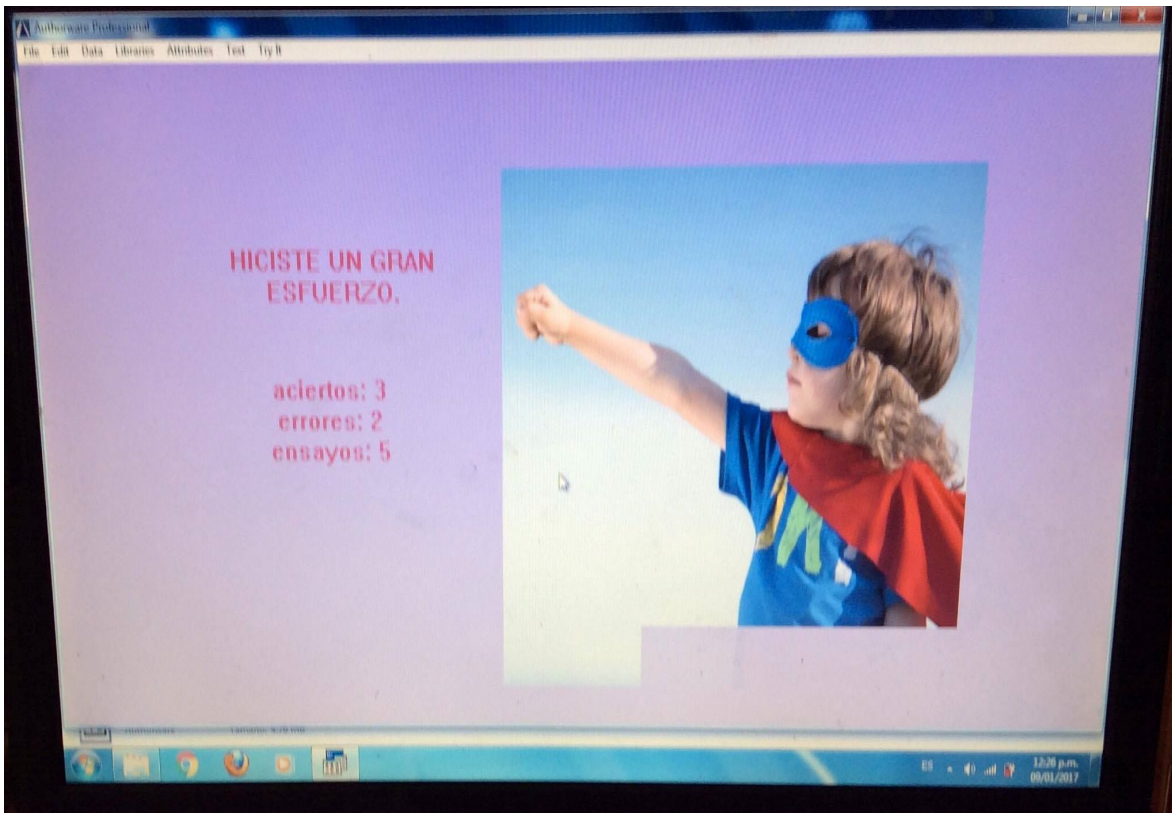 Authorware Professional
File Edit Data Libraries Attributes Text Try It
HICISTE UN GRAN
ESFUERZO.
aciertos: 3
errores: 2
ensayos: 5
ES
12:26 p.m.
09/01/2017